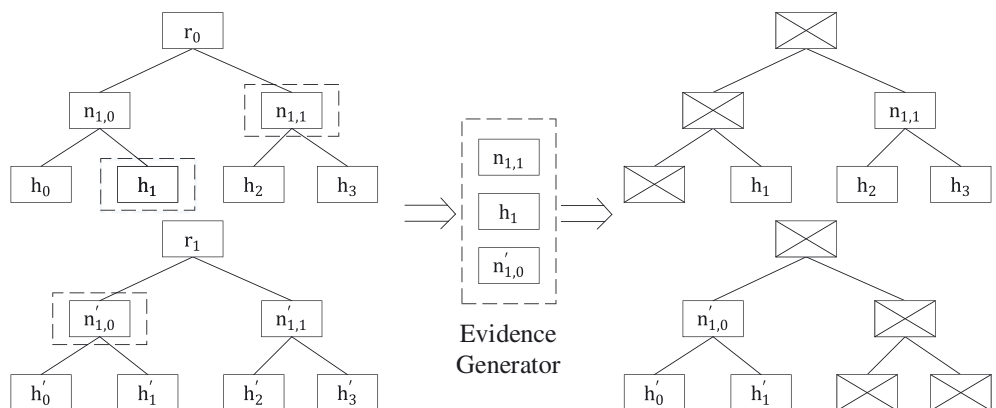 r₀
n₁,₀ n₁,₁ n₁,₁
h₀ h₁ h₂ h₃ h₁ h₂ h₃
n₁,₁
h₁
n′₁,₀
r₁
n′₁,₀ n′₁,₁ n′₁,₀
h′₀ h′₁ h′₂ h′₃ h′₀ h′₁
Evidence
Generator